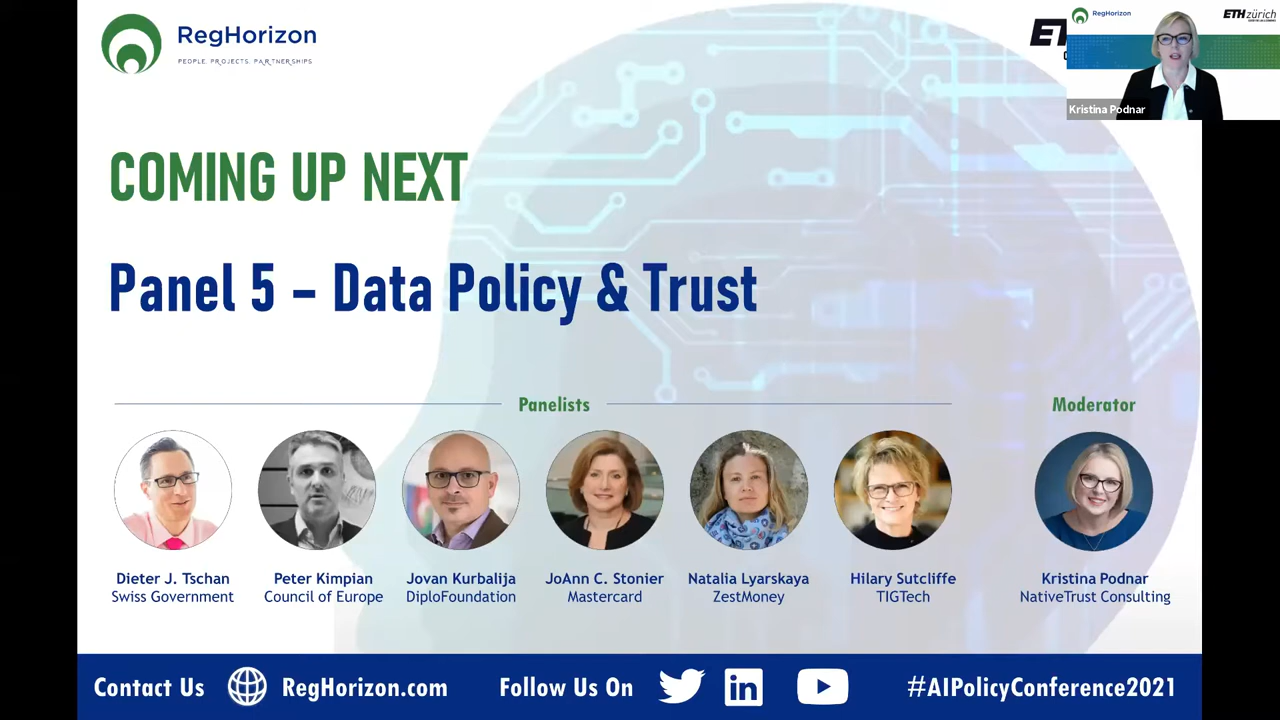 RegHorizon
PEOPLE. PROJECTS. PARTNERSHIPS
RegHorizon
ETH zürich
Kristina Podnar
COMING UP NEXT
Panel 5 – Data Policy & Trust
Panelists
Moderator
Dieter J. Tschan
Swiss Government
Peter Kimpian
Council of Europe
Jovan Kurbalija
DiploFoundation
JoAnn C. Stonier
Mastercard
Natalia Lyarskaya
ZestMoney
Hilary Sutcliffe
TIGTech
Kristina Podnar
NativeTrust Consulting
Contact Us
RegHorizon.com
Follow Us On
in
#AIPolicyConference2021